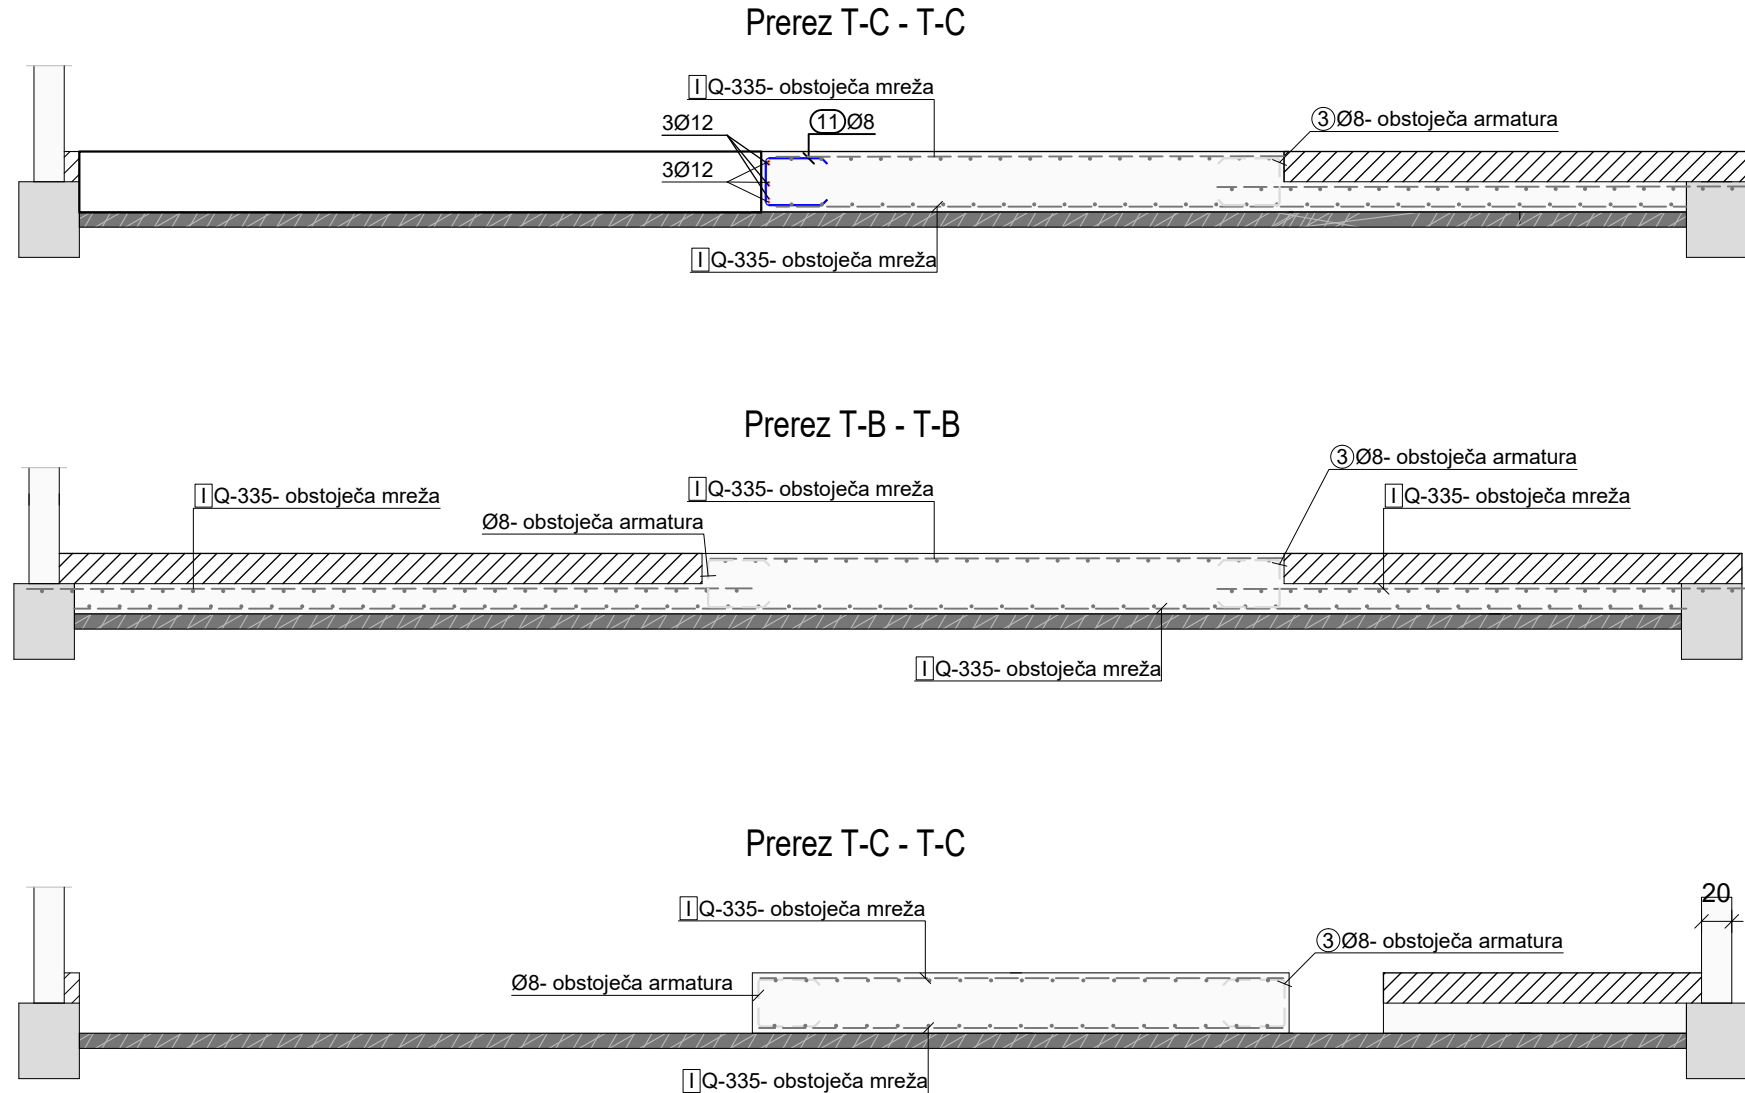 Prerez T-C - T-C
I Q-335- obstoječa mreža
3Ø12
11 Ø8
3 Ø8- obstoječa armatura
3Ø12
I Q-335- obstoječa mreža
Prerez T-B - T-B
3 Ø8- obstoječa armatura
I Q-335- obstoječa mreža
I Q-335- obstoječa mreža
I Q-335- obstoječa mreža
Ø8- obstoječa armatura
I Q-335- obstoječa mreža
Prerez T-C - T-C
20
I Q-335- obstoječa mreža
3 Ø8- obstoječa armatura
Ø8- obstoječa armatura
I Q-335- obstoječa mreža